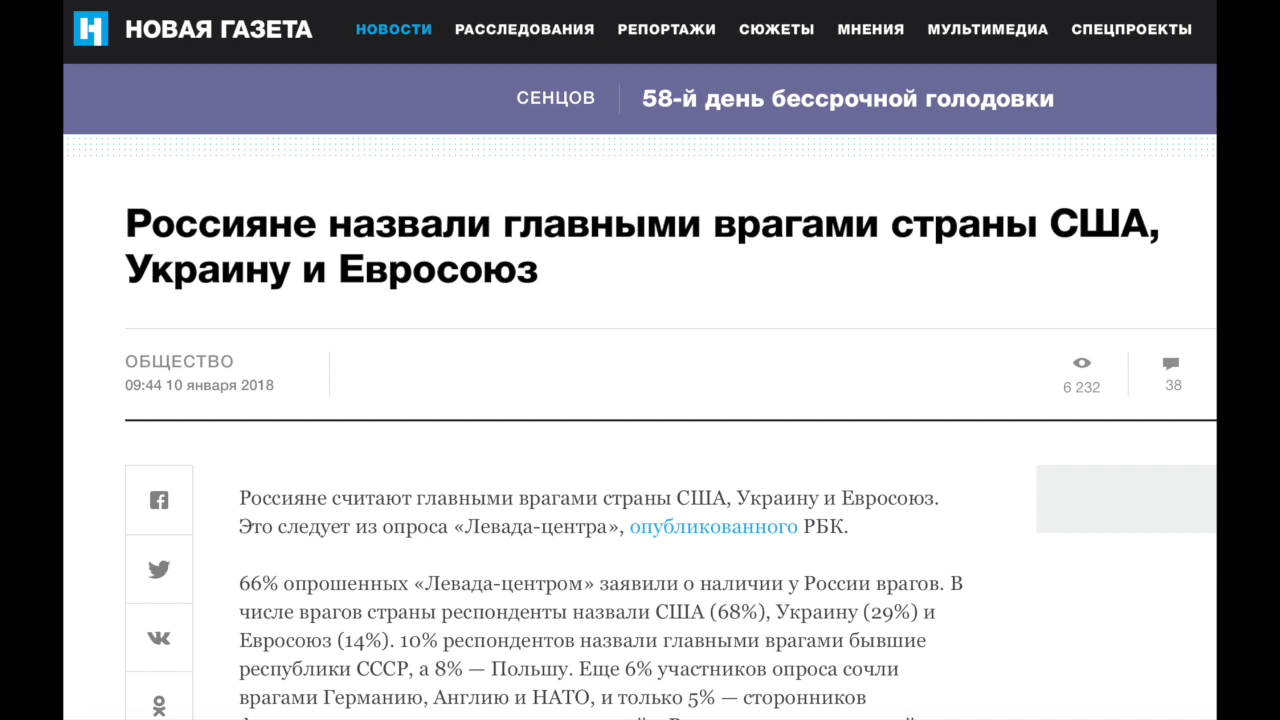 Н НОВАЯ ГАЗЕТА НОВОСТИ РАССЛЕДОВАНИЯ РЕПОРТАЖИ СЮЖЕТЫ МНЕНИЯ МУЛЬТИМЕДИА СПЕЦПРОЕКТЫ
СЕНЦОВ 58-й день бессрочной голодовки
Россияне назвали главными врагами страны США,
Украину и Евросоюз
ОБЩЕСТВО
09:44 10 января 2018
6 232
38
Россияне считают главными врагами страны США, Украину и Евросоюз.
Это следует из опроса «Левада-центра», опубликованного РБК.
66% опрошенных «Левада-центром» заявили о наличии у России врагов. В
числе врагов страны респонденты назвали США (68%), Украину (29%) и
Евросоюз (14%). 10% респондентов назвали главными врагами бывшие
республики СССР, а 8% — Польшу. Еще 6% участников опроса сочли
врагами Германию, Англию и НАТО, и только 5% — сторонников